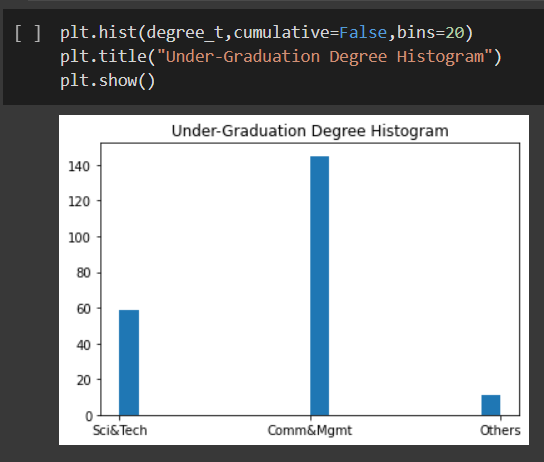 [ ] plt.hist(degree_t,cumulative=False,bins=20)
plt.title("Under-Graduation Degree Histogram")
plt.show()
Under-Graduation Degree Histogram
140
120
100
80
60
40
20
0
Sci&Tech Comm&Mgmt Others